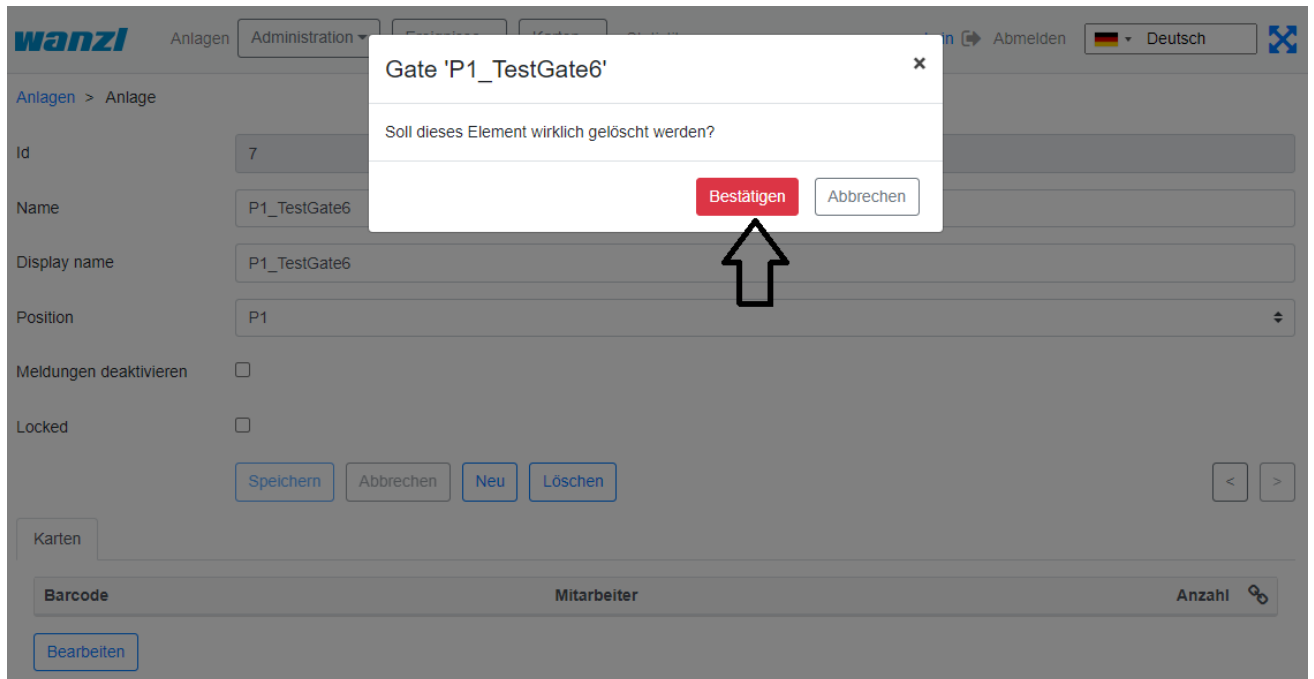 wanzl Anlagen Administration Abmelden Deutsch
Gate 'P1_TestGate6' ×
Anlagen > Anlage
Soll dieses Element wirklich gelöscht werden?
Id 7
Bestätigen Abbrechen
Name P1_TestGate6
Display name P1_TestGate6
Position P1
Meldungen deaktivieren
Locked
Speichern Abbrechen Neu Löschen < >
Karten
Barcode Mitarbeiter Anzahl
Bearbeiten